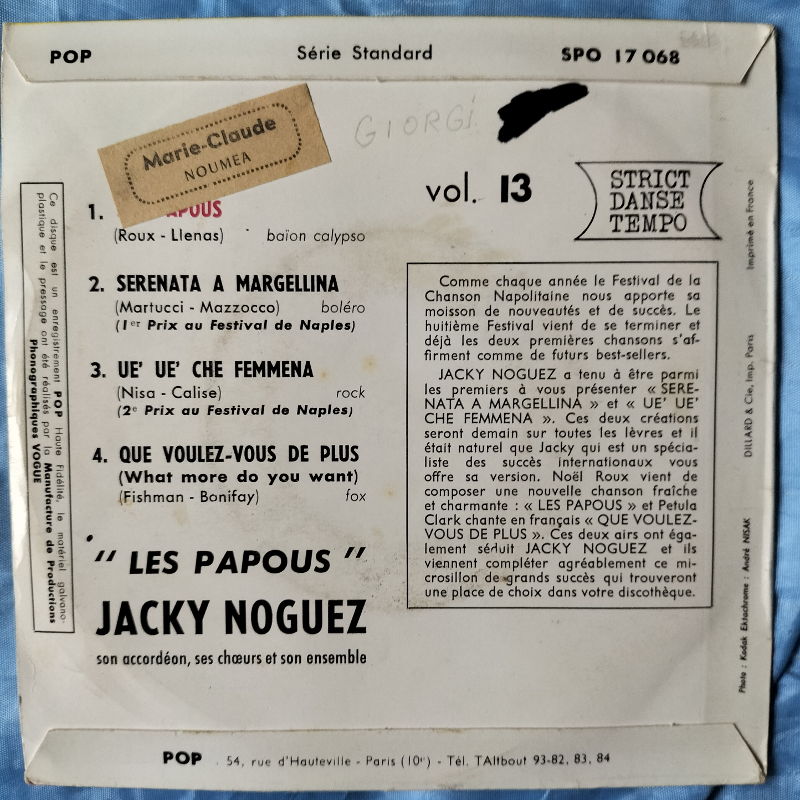 POP Série Standard SPO 17 068
GIORGI
Marie-Claude
NOUMEA
vol. 13
STRICT
DANSE
TEMPO
1. PAPOUS
(Roux - Llenas) baïon calypso
2. SERENATA A MARGELLINA
(Martucci - Mazzocco) boléro
(1er Prix au Festival de Naples)
3. UE' UE' CHE FEMMENA
(Nisa - Calise) rock
(2e Prix au Festival de Naples)
4. QUE VOULEZ-VOUS DE PLUS
(What more do you want)
(Fishman - Bonifay) fox
" LES PAPOUS "
JACKY NOGUEZ
son accordéon, ses chœurs et son ensemble
Comme chaque année le Festival de la
Chanson Napolitaine nous apporte sa
moisson de nouveautés et de succès. Le
huitième Festival vient de se terminer et
déjà les deux premières chansons s'af-
firment comme de futurs best-sellers.
JACKY NOGUEZ a tenu à être parmi
les premiers à vous présenter « SERE-
NATA A MARGELLINA » et « UE' UE'
CHE FEMMENA ». Ces deux créations
seront demain sur toutes les lèvres et il
était naturel que Jacky qui est un spécia-
liste des succès internationaux vous
offre sa version. Noël Roux vient de
composer une nouvelle chanson fraîche
et charmante : « LES PAPOUS » et Petula
Clark chante en français « QUE VOULEZ-
VOUS DE PLUS ». Ces deux airs ont éga-
lement séduit JACKY NOGUEZ et ils
viennent compléter agréablement ce mi-
crosillon de grands succès qui trouveront
une place de choix dans votre discothèque.
Ce disque est un enregistrement POP Haute Fidélité, le matériel galvano-
plastique et le pressage ont été réalisés par la Manufacture de Productions
Phonographiques VOGUE
Photo : Kodak Ektachrome : André NISAK DILLARD & Cie, Imp. Paris Imprimé en France
POP . 54, rue d'Hauteville - Paris (10e) - Tél. TAItbout 93-82, 83, 84